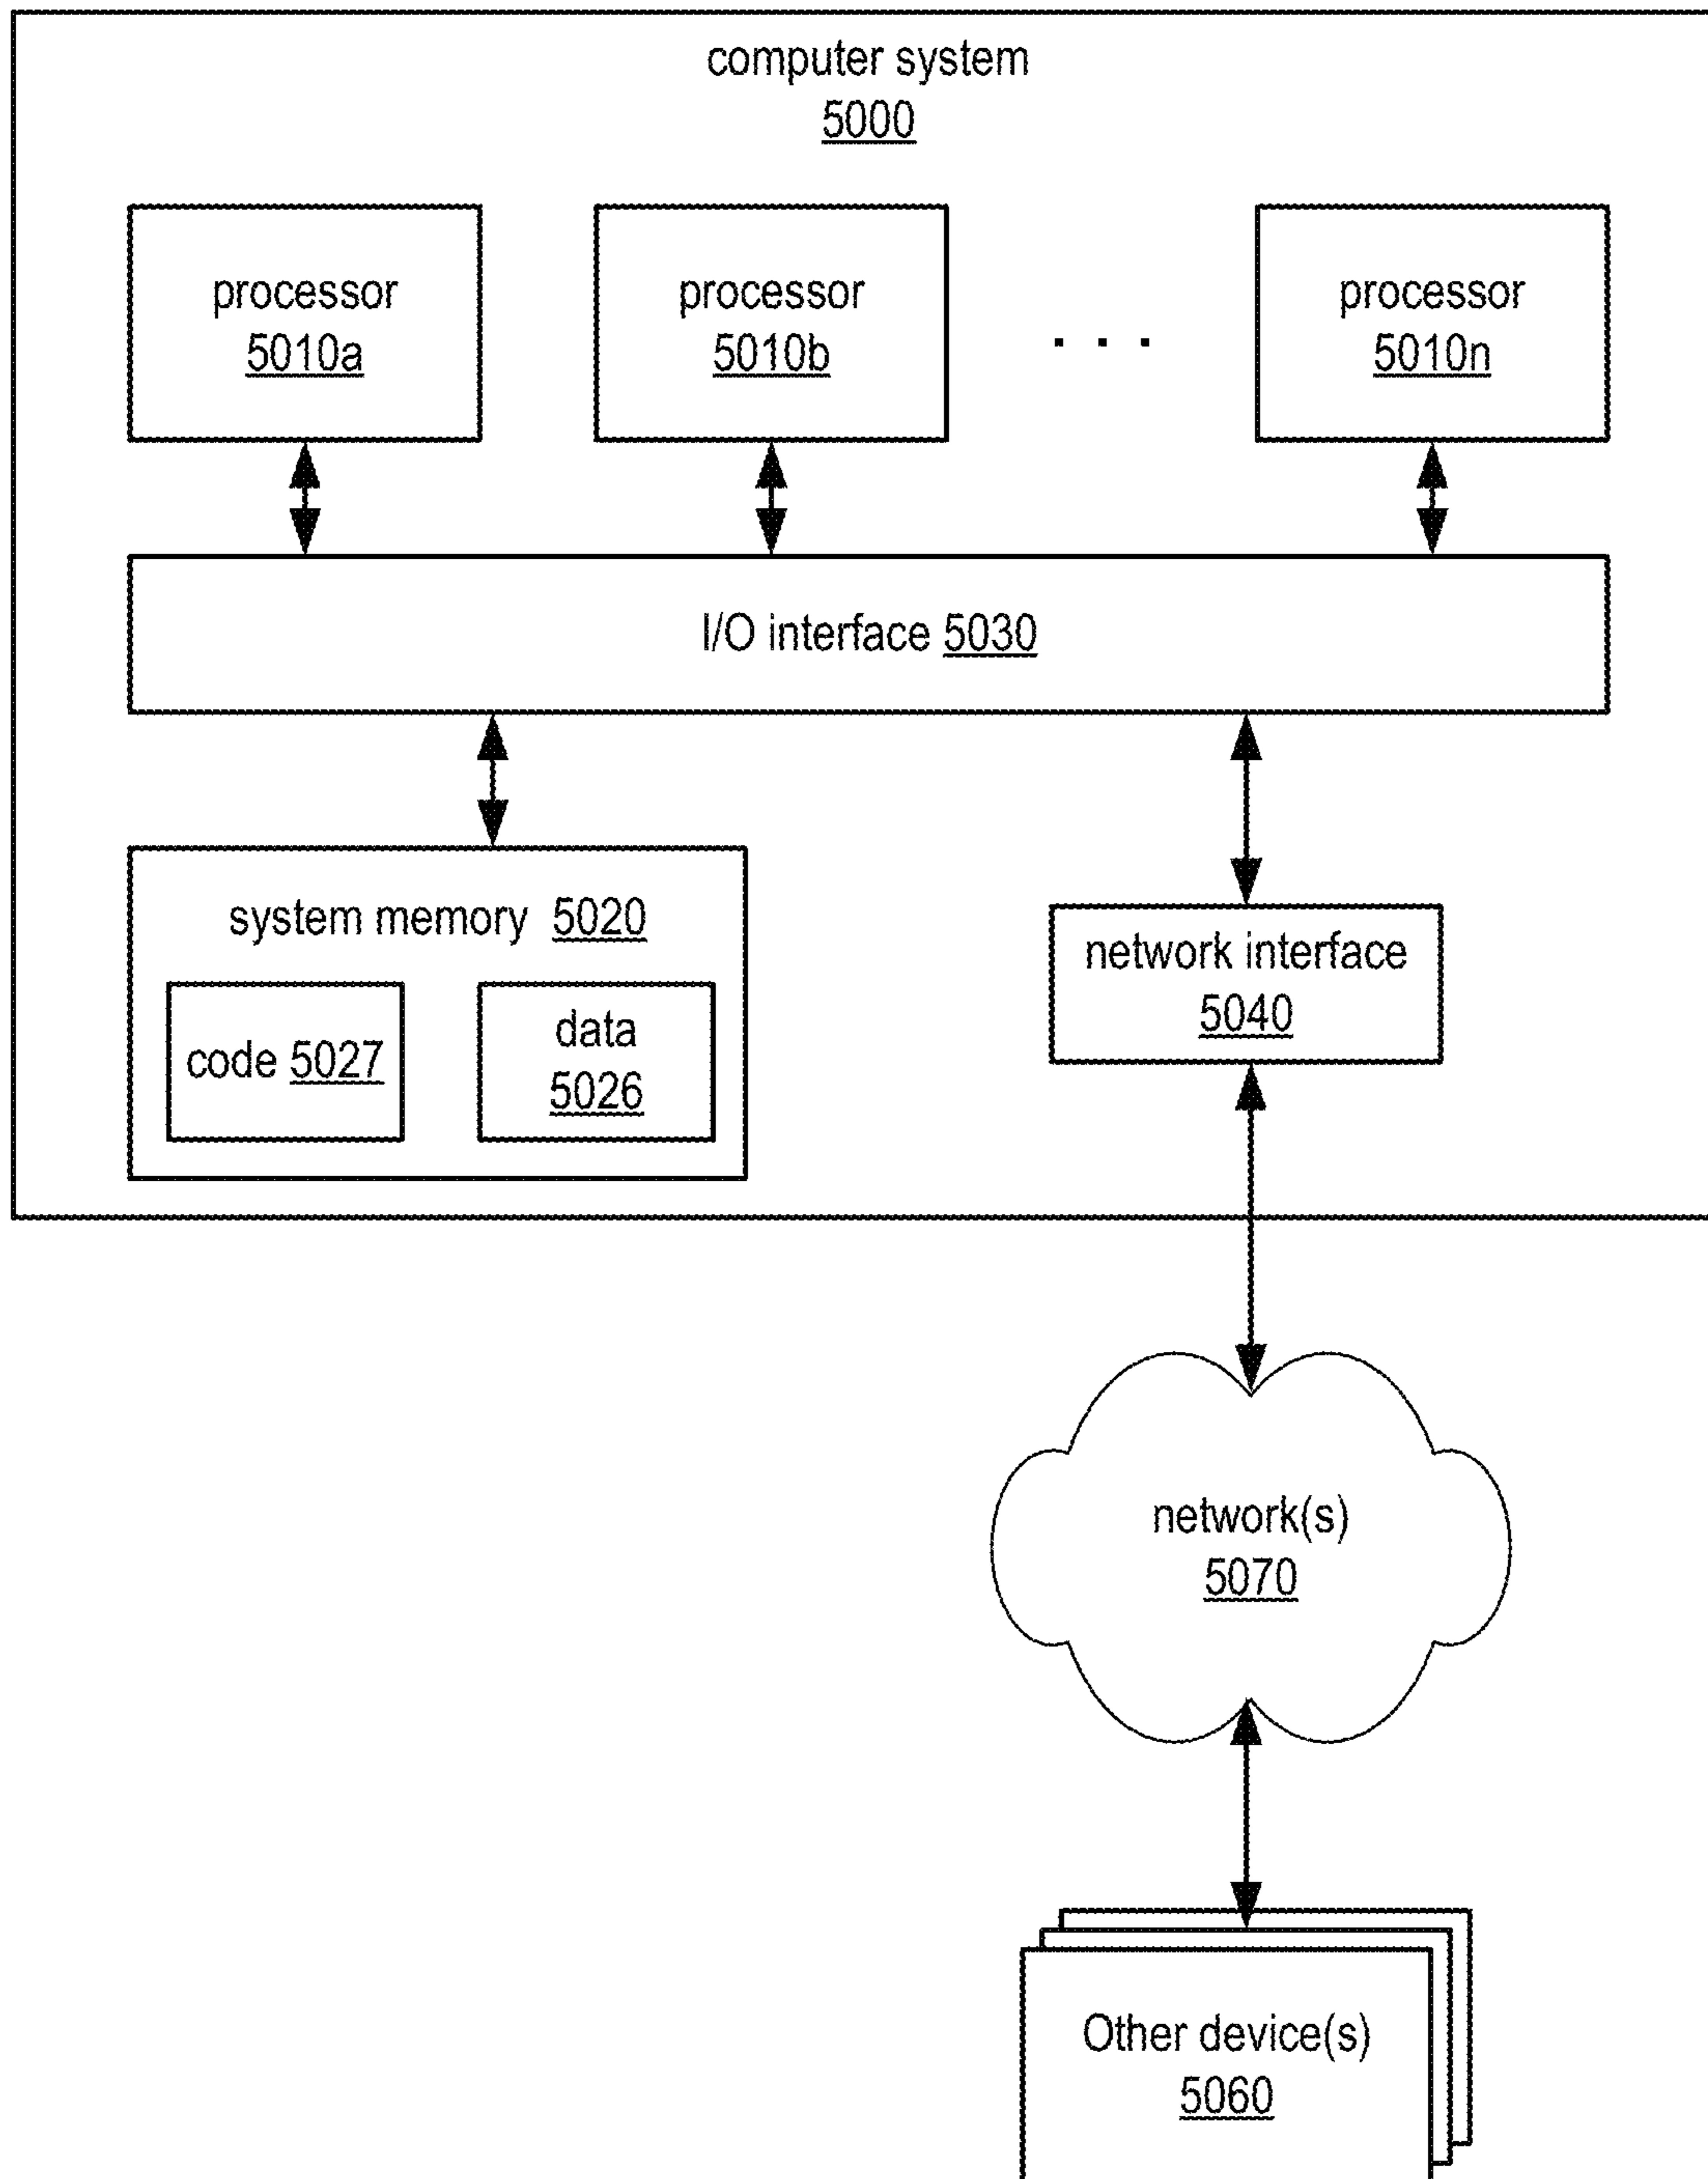 computer system
5000
processor
5010a
processor
5010b
. . .
processor
5010n
I/O interface 5030
system memory 5020
code 5027
data
5026
network interface
5040
network(s)
5070
Other device(s)
5060